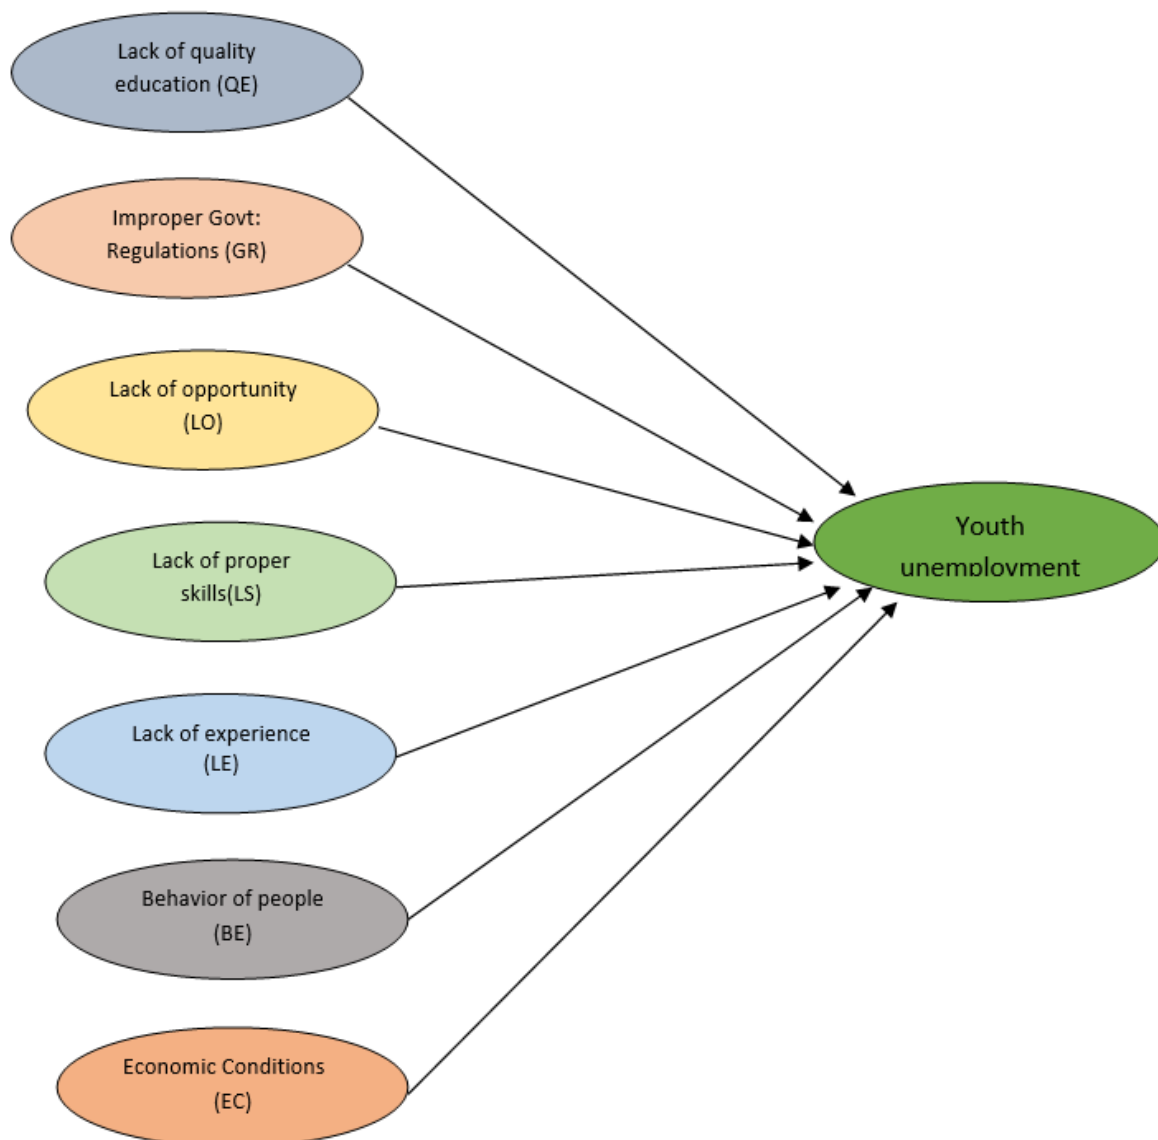 Lack of quality
education (QE)
Improper Govt:
Regulations (GR)
Lack of opportunity
(LO)
Lack of proper
skills(LS)
Lack of experience
(LE)
Behavior of people
(BE)
Economic Conditions
(EC)
Youth
unemployment